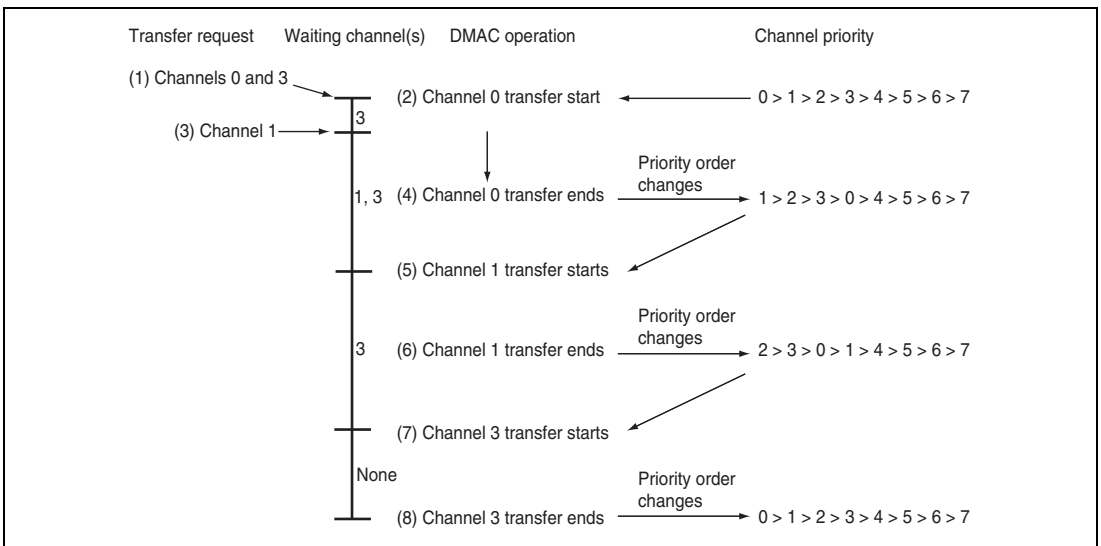 Transfer request Waiting channel(s) DMAC operation Channel priority
(1) Channels 0 and 3
(2) Channel 0 transfer start 0 > 1 > 2 > 3 > 4 > 5 > 6 > 7
3
(3) Channel 1
Priority order
changes
1, 3 (4) Channel 0 transfer ends 1 > 2 > 3 > 0 > 4 > 5 > 6 > 7
(5) Channel 1 transfer starts
Priority order
changes
3 (6) Channel 1 transfer ends 2 > 3 > 0 > 1 > 4 > 5 > 6 > 7
(7) Channel 3 transfer starts
None
Priority order
changes
(8) Channel 3 transfer ends 0 > 1 > 2 > 3 > 4 > 5 > 6 > 7